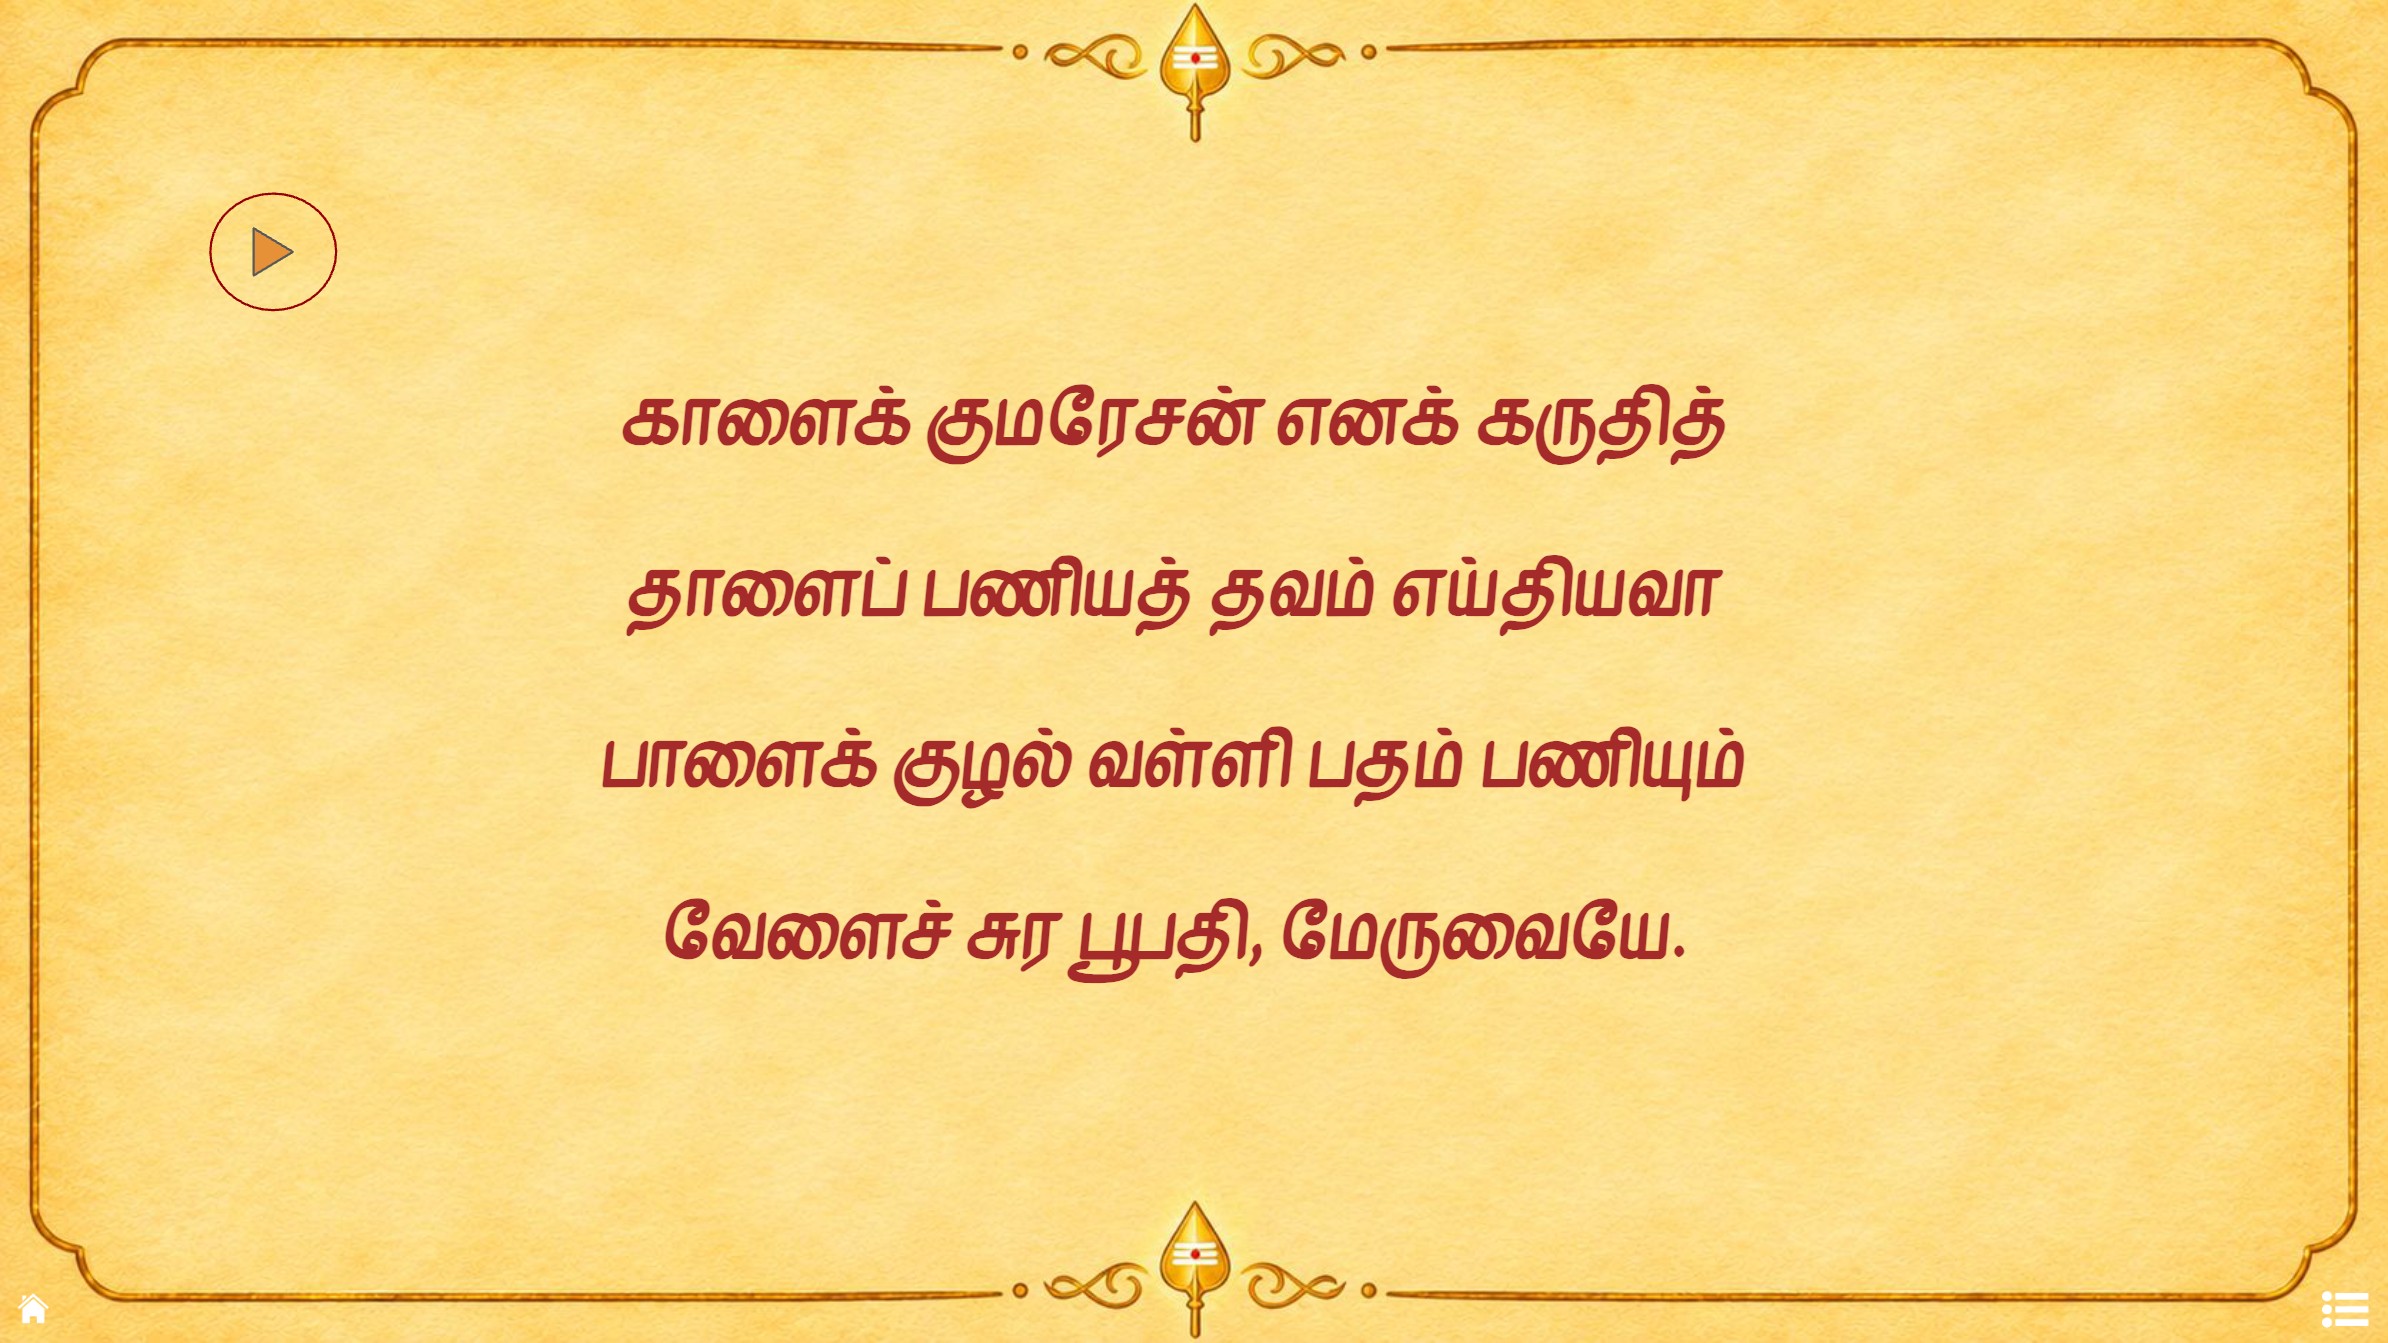 காளைக் குமரேசன் எனக் கருதித்
தாளைப் பணியத் தவம் எய்தியவா
பாளைக் குழல் வள்ளி பதம் பணியும்
வேளைச் சுர பூபதி, மேருவையே.